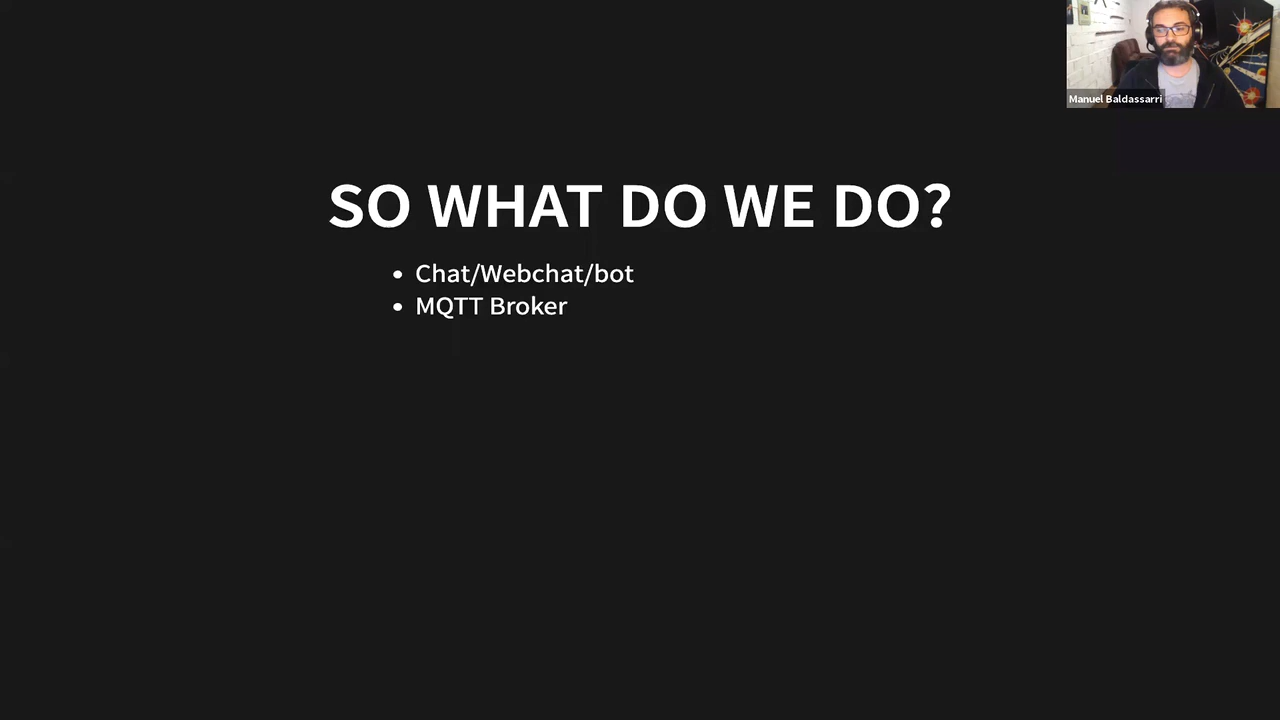 Manuel Baldassarri
SO WHAT DO WE DO?
• Chat/Webchat/bot
• MQTT Broker